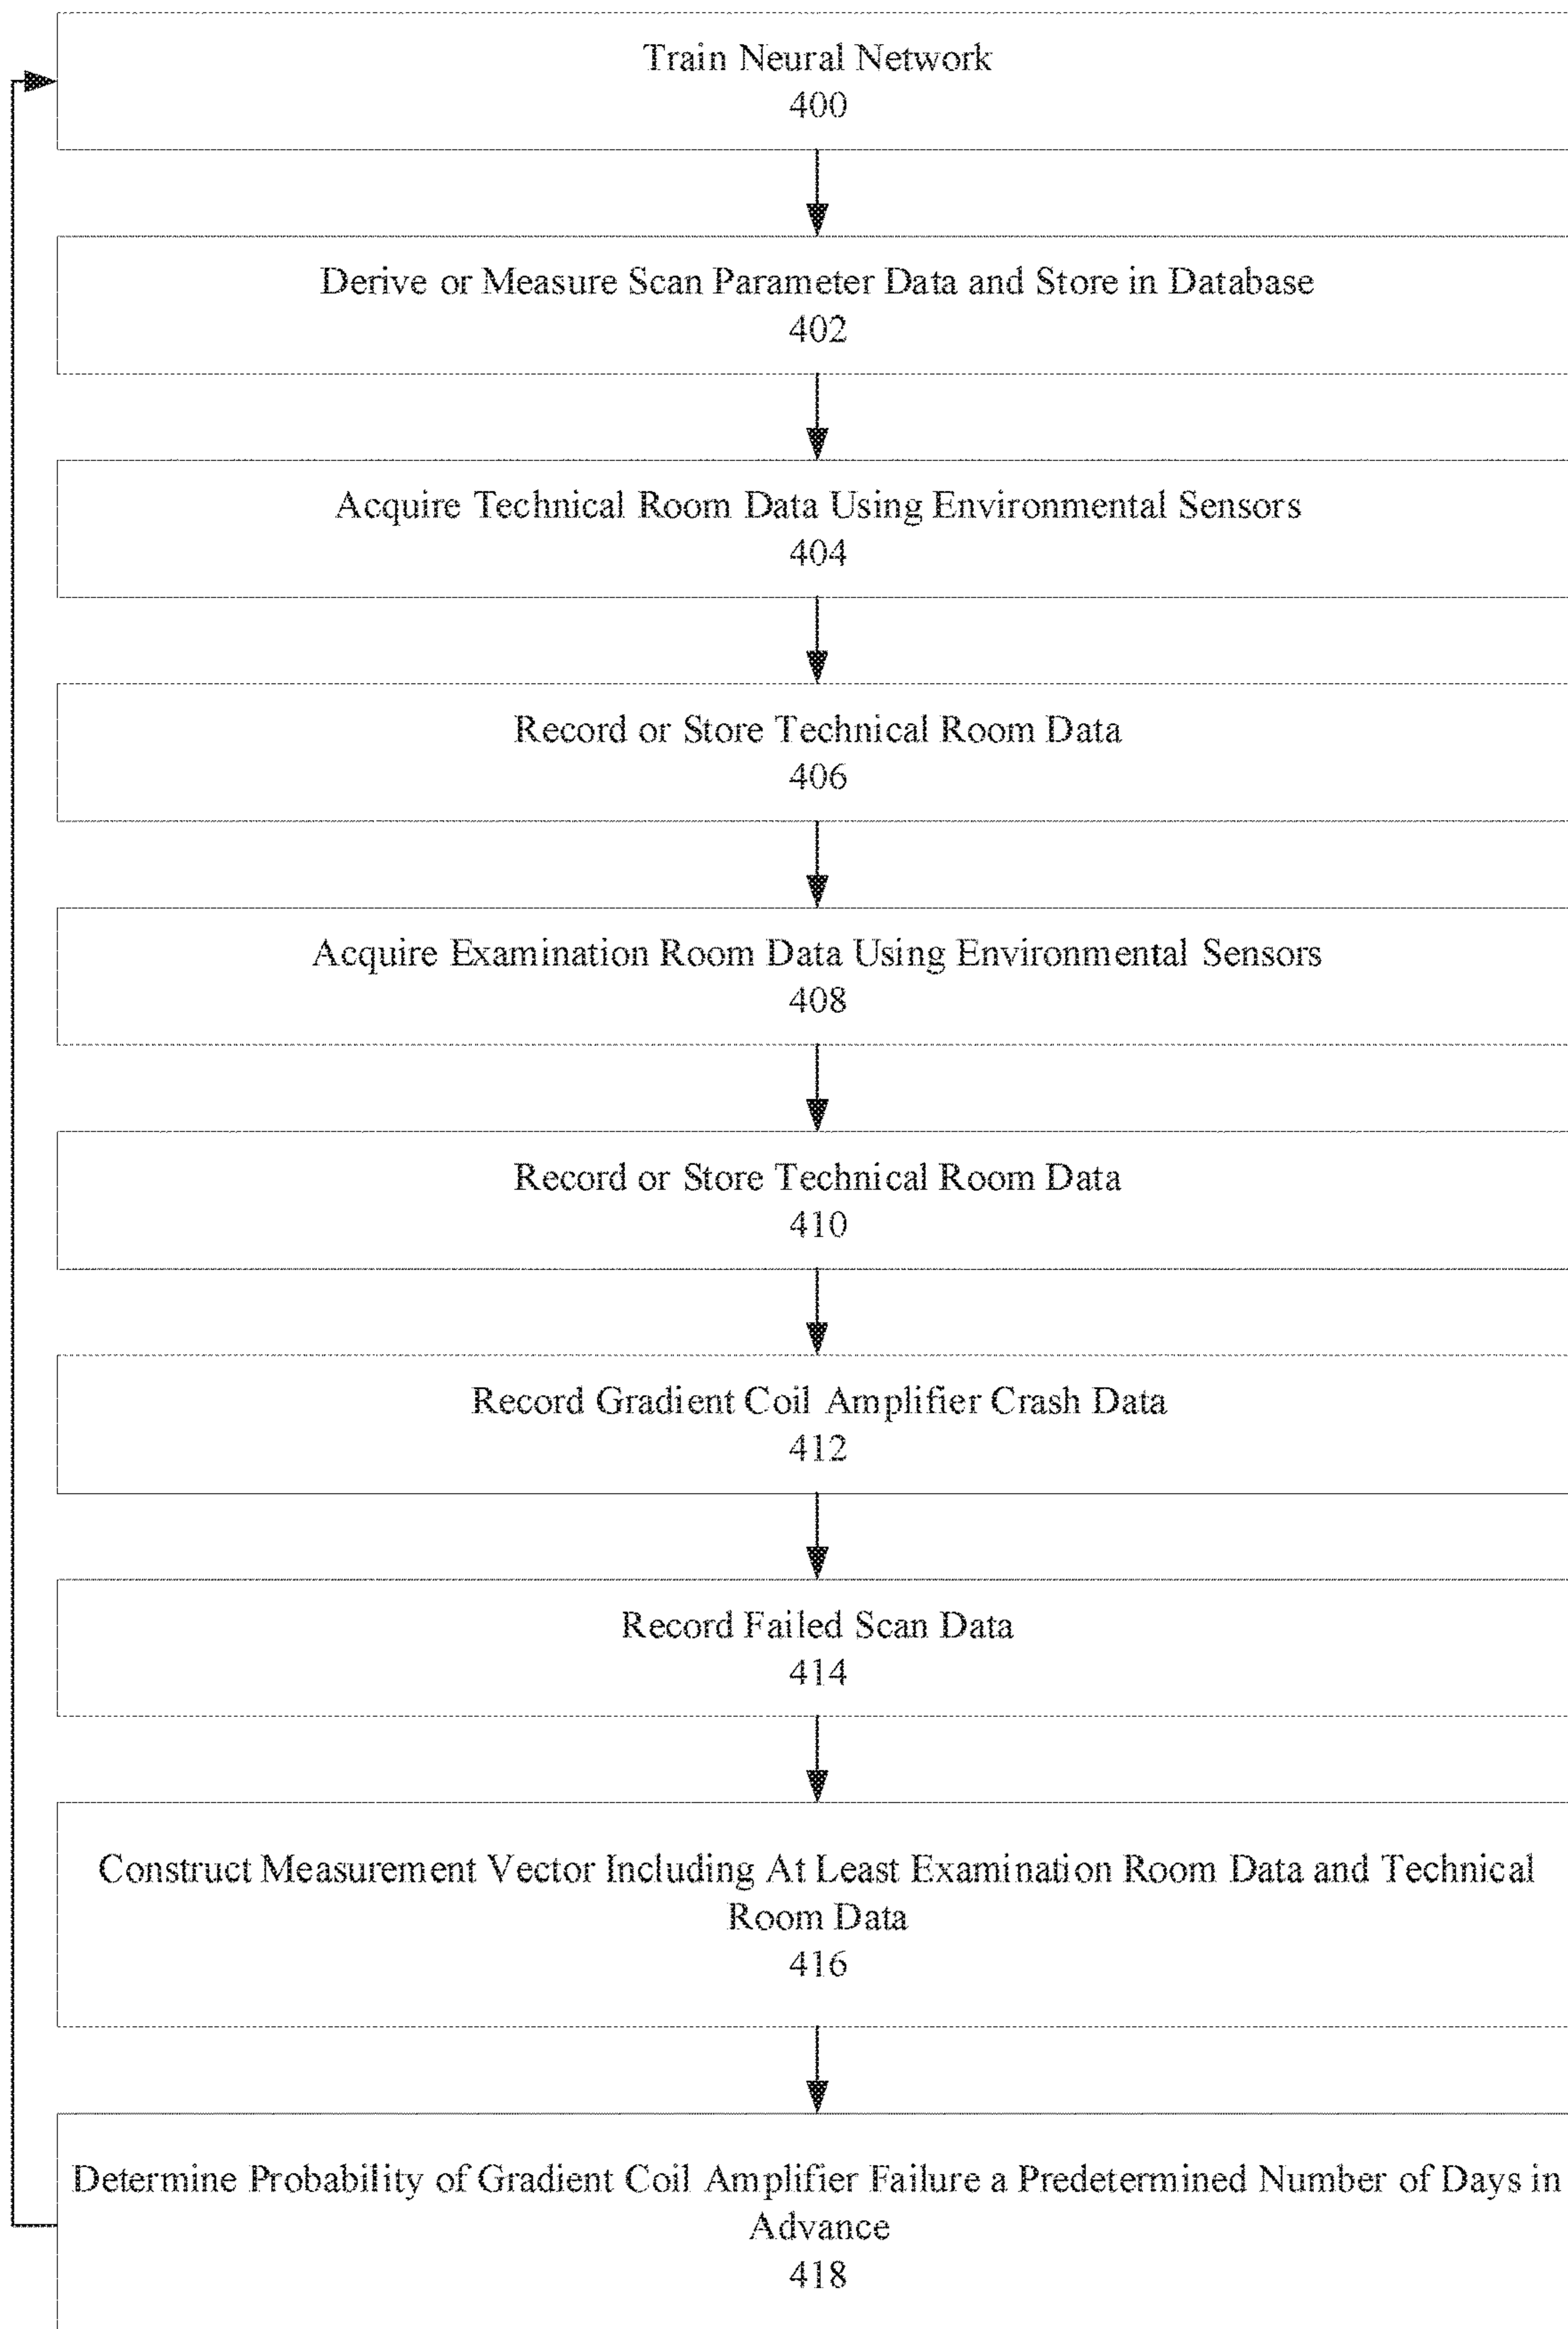 Train Neural Network
400
Derive or Measure Scan Parameter Data and Store in Database
402
Acquire Technical Room Data Using Environmental Sensors
404
Record or Store Technical Room Data
406
Acquire Examination Room Data Using Environmental Sensors
408
Record or Store Technical Room Data
410
Record Gradient Coil Amplifier Crash Data
412
Record Failed Scan Data
414
Construct Measurement Vector Including At Least Examination Room Data and Technical
Room Data
416
Determine Probability of Gradient Coil Amplifier Failure a Predetermined Number of Days in
Advance
418